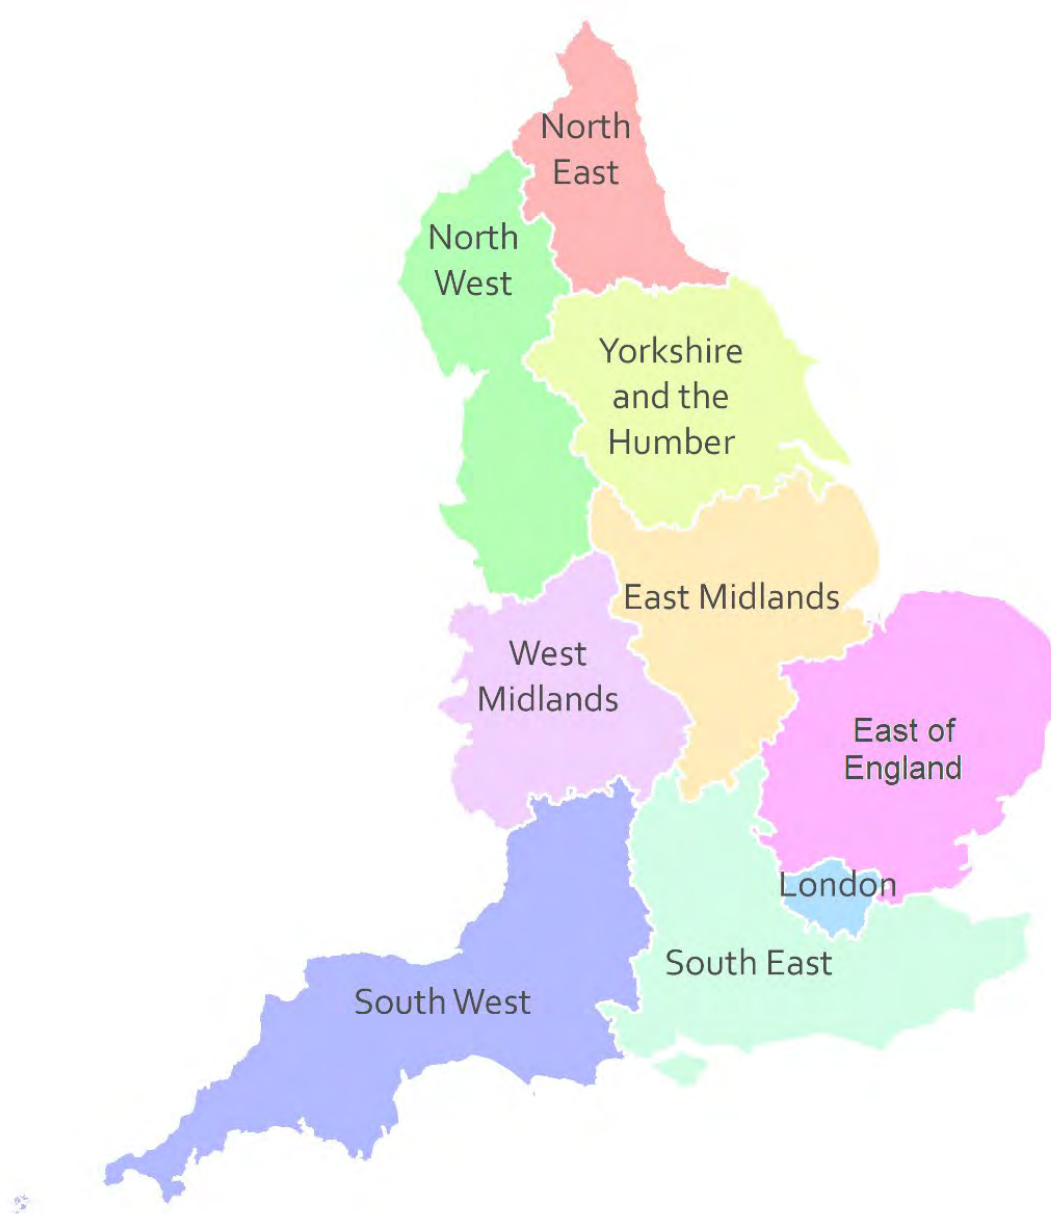 North
East
North
West
Yorkshire
and the
Humber
East Midlands
West
Midlands
East of
England
London
South East
South West